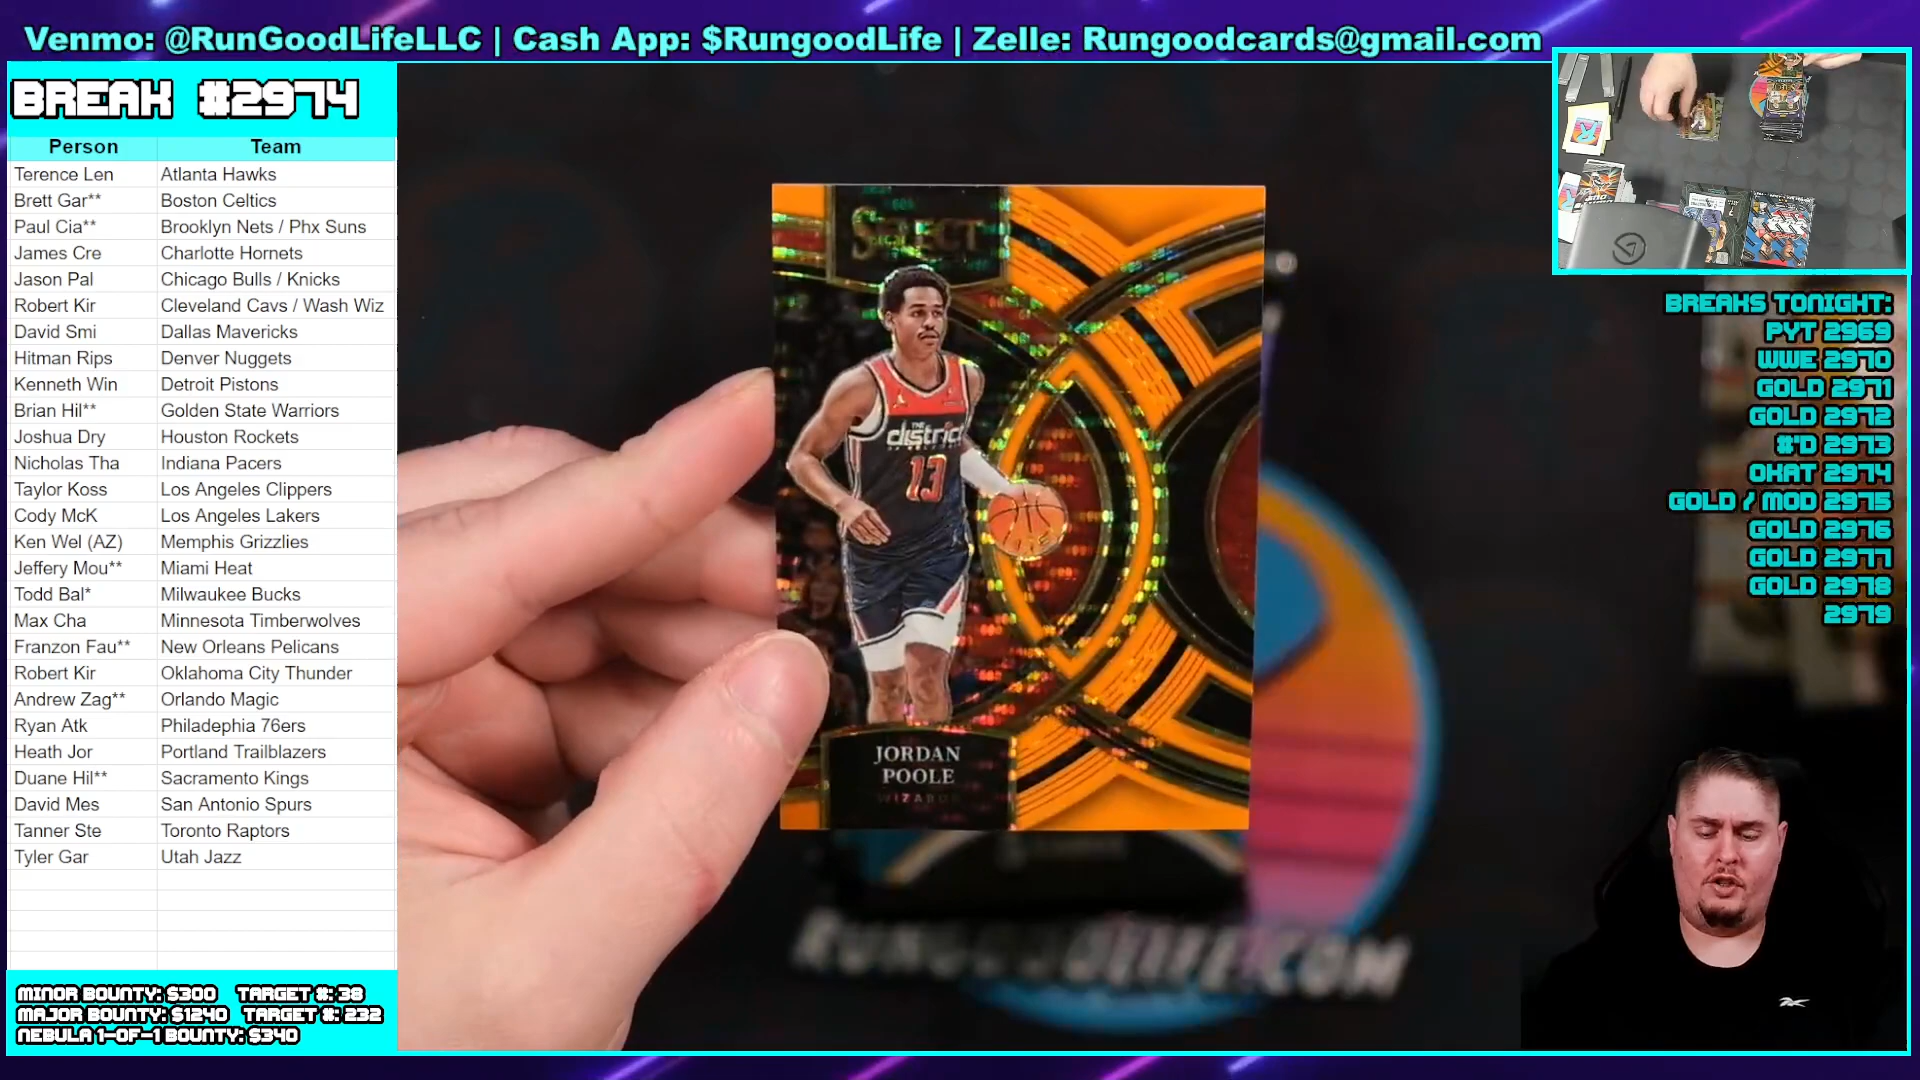 Venmo: @RunGoodLifeLLC | Cash App: $RungoodLife | Zelle: Rungoodcards@gmail.com
BREAK #2974
Person Team
Terence Len Atlanta Hawks
Brett Gar** Boston Celtics
Paul Cia** Brooklyn Nets / Phx Suns
James Cre Charlotte Hornets
Jason Pal Chicago Bulls / Knicks
Robert Kir Cleveland Cavs / Wash Wiz
David Smi Dallas Mavericks
Hitman Rips Denver Nuggets
Kenneth Win Detroit Pistons
Brian Hil** Golden State Warriors
Joshua Dry Houston Rockets
Nicholas Tha Indiana Pacers
Taylor Koss Los Angeles Clippers
Cody McK Los Angeles Lakers
Ken Wel (AZ) Memphis Grizzlies
Jeffery Mou** Miami Heat
Todd Bal* Milwaukee Bucks
Max Cha Minnesota Timberwolves
Franzon Fau** New Orleans Pelicans
Robert Kir Oklahoma City Thunder
Andrew Zag** Orlando Magic
Ryan Atk Philadephia 76ers
Heath Jor Portland Trailblazers
Duane Hil** Sacramento Kings
David Mes San Antonio Spurs
Tanner Ste Toronto Raptors
Tyler Gar Utah Jazz
MINOR BOUNTY: $300 TARGET #: 38
MAJOR BOUNTY: $1240 TARGET #: 232
NEBULA 1-OF-1 BOUNTY: $340
SELECT
THE
district
13
JORDAN
POOLE
WIZARDS
RUNGOODLIFE.COM
BREAKS TONIGHT:
PYT 2969
WWE 2970
GOLD 2971
GOLD 2972
#'D 2973
OKAT 2974
GOLD / MOD 2975
GOLD 2976
GOLD 2977
GOLD 2978
2979